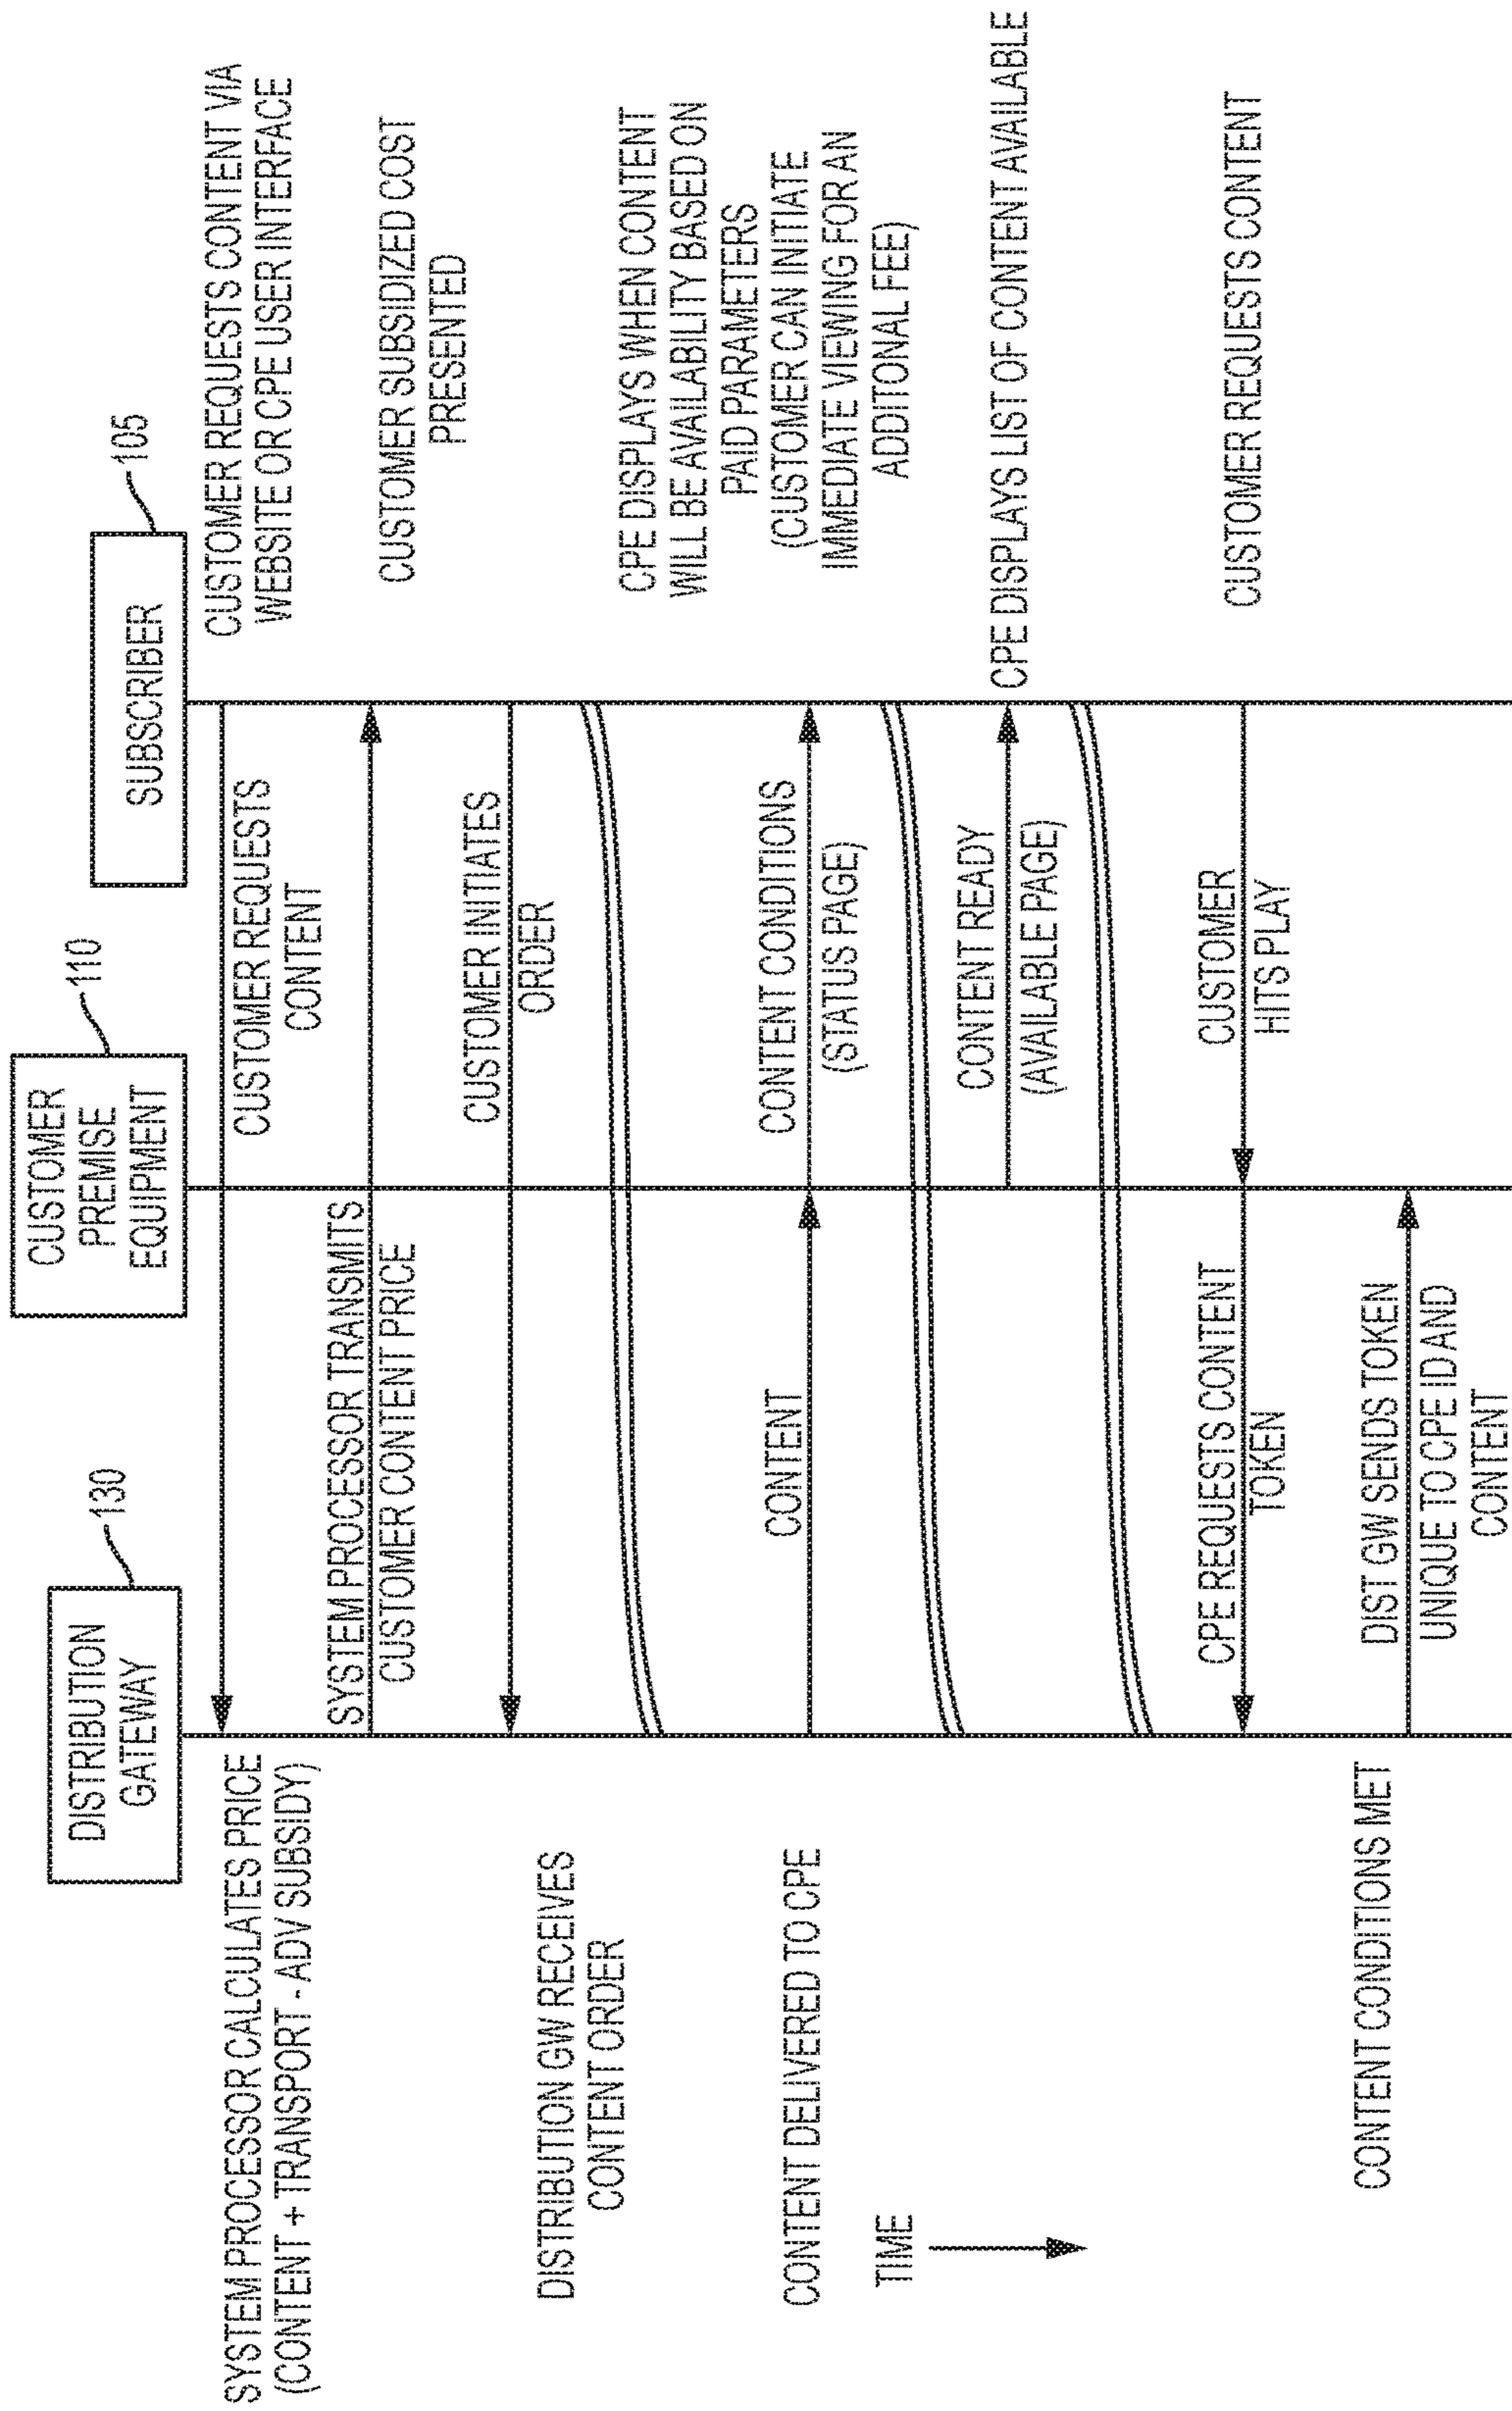 DISTRIBUTION
GATEWAY
130
CUSTOMER
PREMISE
EQUIPMENT
110
SUBSCRIBER
105
SYSTEM PROCESSOR CALCULATES PRICE
(CONTENT + TRANSPORT - ADV SUBSIDY)
CUSTOMER REQUESTS
CONTENT
CUSTOMER REQUESTS CONTENT VIA
WEBSITE OR CPE USER INTERFACE
SYSTEM PROCESSOR TRANSMITS
CUSTOMER CONTENT PRICE
CUSTOMER SUBSIDIZED COST
PRESENTED
CUSTOMER INITIATES
ORDER
DISTRIBUTION GW RECEIVES
CONTENT ORDER
CPE DISPLAYS WHEN CONTENT
WILL BE AVAILABILITY BASED ON
PAID PARAMETERS
(CUSTOMER CAN INITIATE
IMMEDIATE VIEWING FOR AN
ADDITONAL FEE)
CONTENT DELIVERED TO CPE
CONTENT
CONTENT CONDITIONS
(STATUS PAGE)
TIME
CONTENT READY
(AVAILABLE PAGE)
CPE DISPLAYS LIST OF CONTENT AVAILABLE
CPE REQUESTS CONTENT
TOKEN
CUSTOMER
HITS PLAY
CUSTOMER REQUESTS CONTENT
CONTENT CONDITIONS MET
DIST GW SENDS TOKEN
UNIQUE TO CPE ID AND
CONTENT